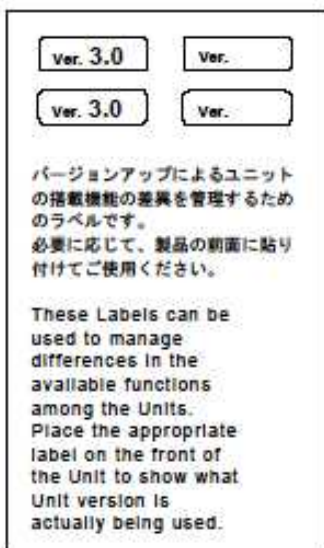 Ver. 3.0 Ver.
Ver. 3.0 Ver.
バージョンアップによるユニット
の搭載機能の差異を管理するため
のラベルです。
必要に応じて、製品の前面に貼り
付けてご使用ください。
These Labels can be
used to manage
differences in the
available functions
among the Units.
Place the appropriate
label on the front of
the Unit to show what
Unit version is
actually being used.